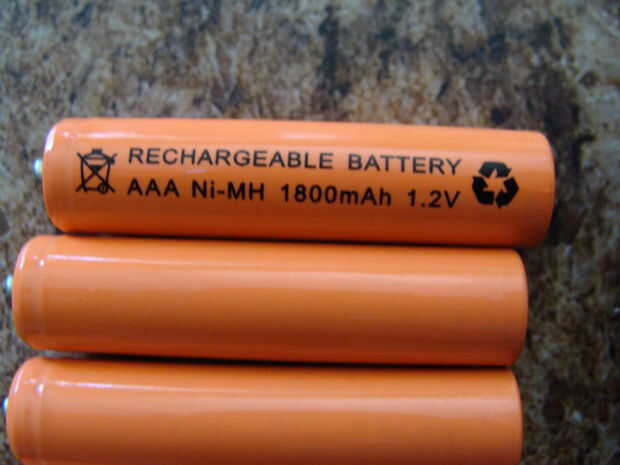 RECHARGEABLE BATTERY
AAA Ni-MH 1800mAh 1.2V